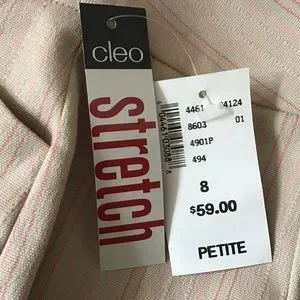 cleo
stretch
4461 04124
8603 01
4901P
494
8
$59.00
PETITE